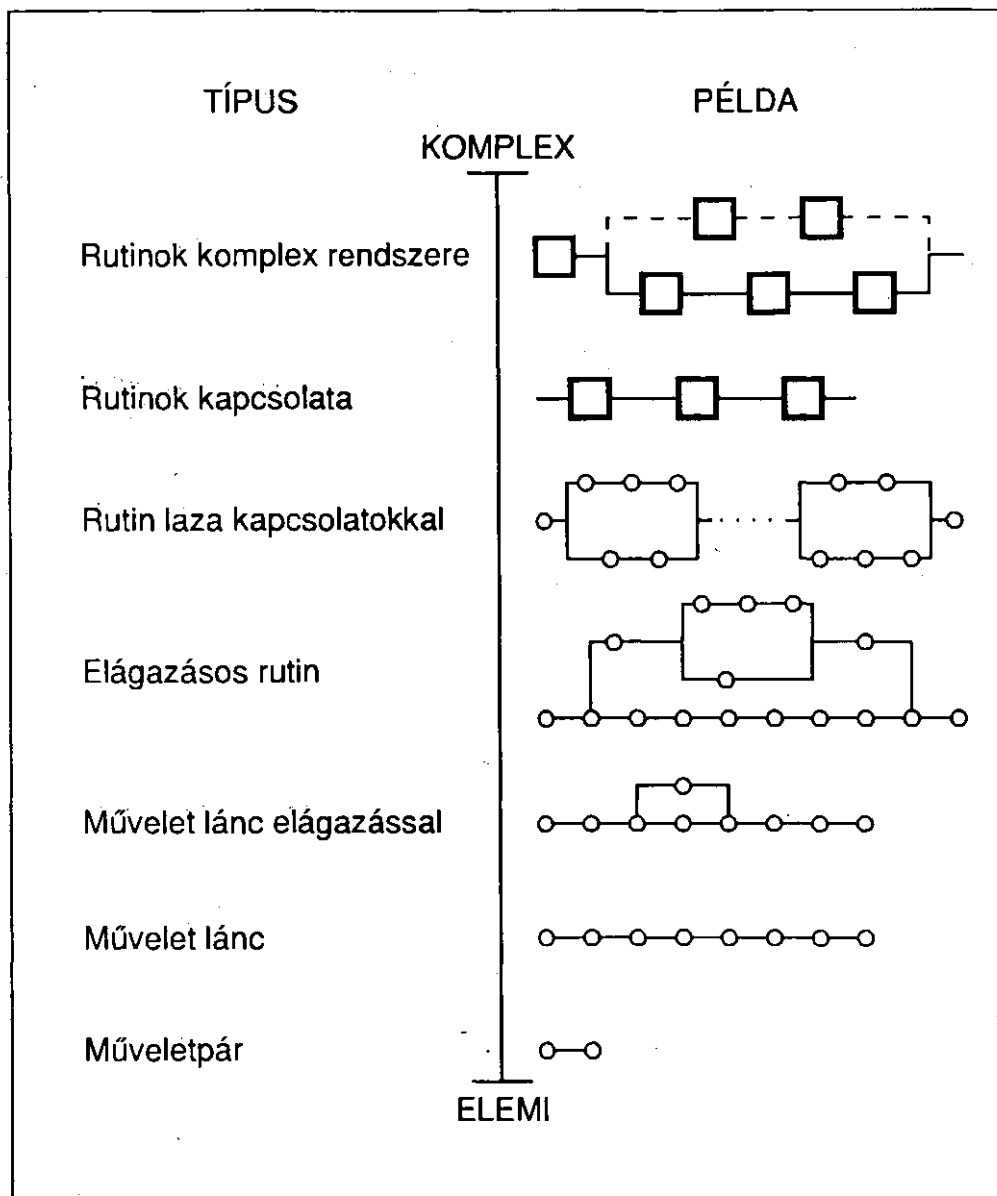 TÍPUS
PÉLDA
KOMPLEX
Rutinok komplex rendszere
Rutinok kapcsolata
Rutin laza kapcsolatokkal
Elágazásos rutin
Művelet lánc elágazással
Művelet lánc
Műveletpár
ELEMI